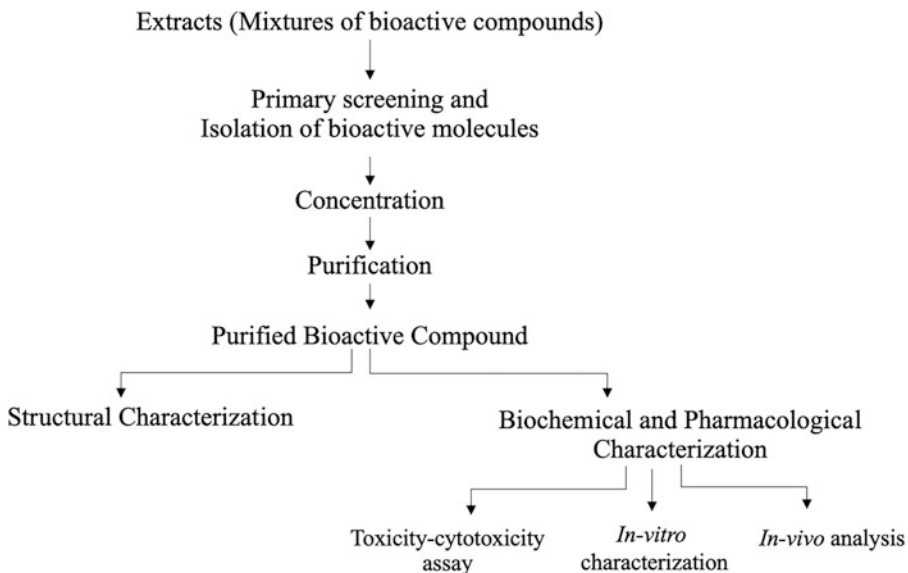 Extracts (Mixtures of bioactive compounds)
Primary screening and
Isolation of bioactive molecules
Concentration
Purification
Purified Bioactive Compound
Structural Characterization
Biochemical and Pharmacological
Characterization
Toxicity-cytotoxicity
assay
In-vitro
characterization
In-vivo analysis